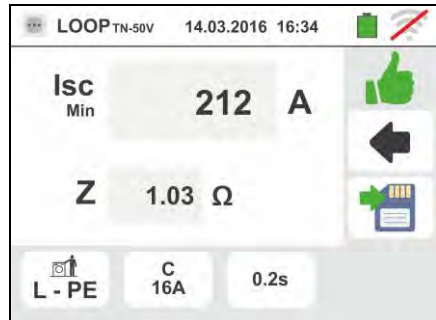 LOOP TN-50V 14.03.2016 16:34
Isc
Min
212 A
Z 1.03 Ω
L - PE
C
16A
0.2s